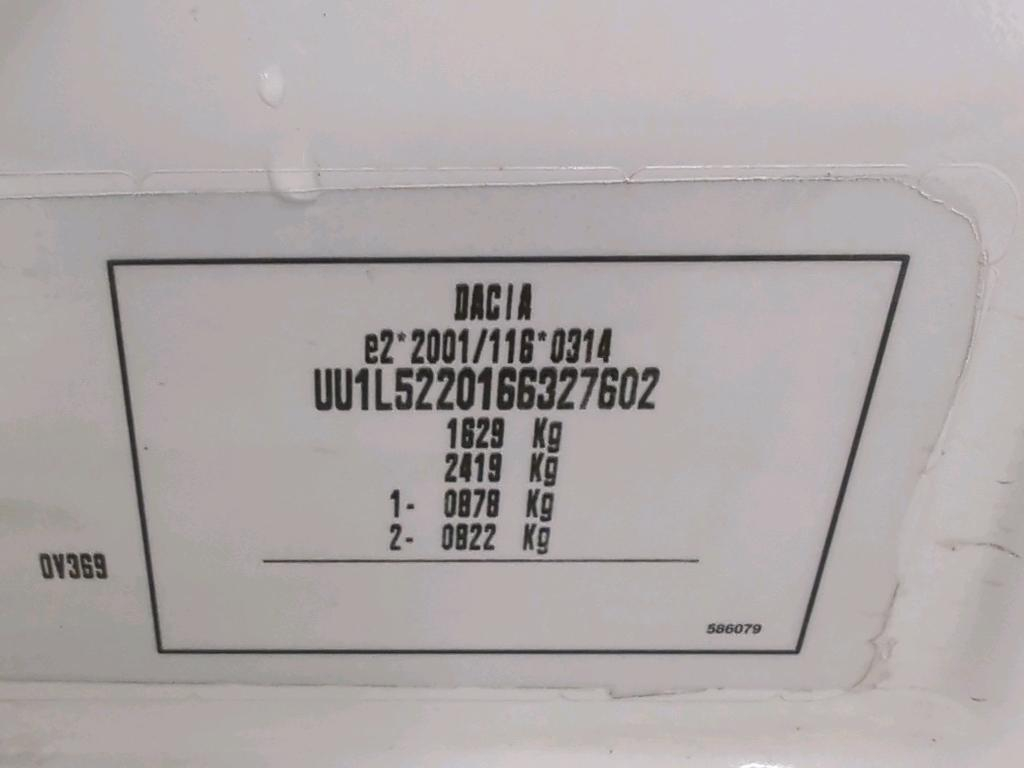 DACIA
e2*2001/116*0314
UU1L5220166327602
1629 Kg
2419 Kg
1- 0878 Kg
2- 0822 Kg
0V369
586079